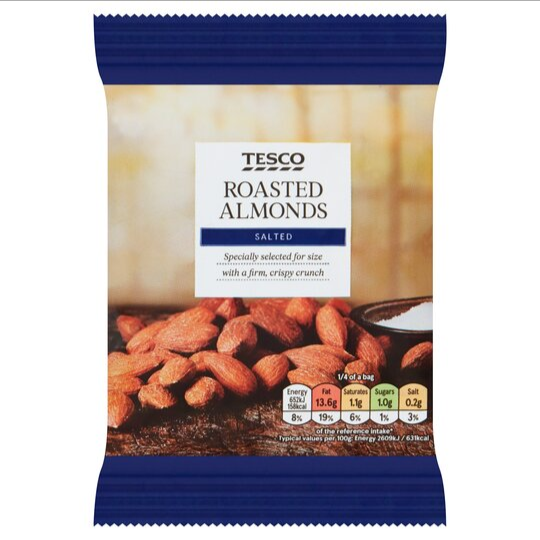 TESCO
ROASTED
ALMONDS
SALTED
Specially selected for size
with a firm, crispy crunch
1/4 of a bag
Energy
652kJ
158kcal
8%
Fat
13.6g
19%
Saturates
1.1g
6%
Sugars
1.0g
1%
Salt
0.2g
3%
of the reference intake*
Typical values per 100g: Energy 2609kJ / 631kcal